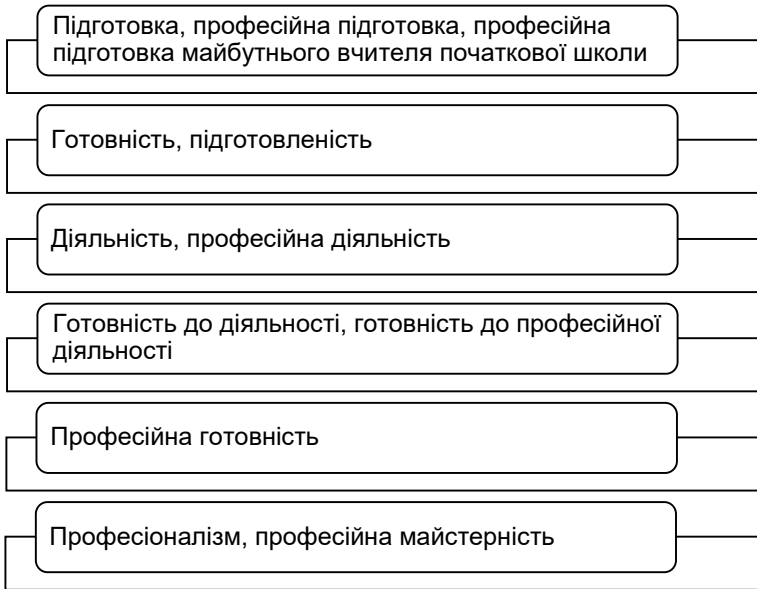 Підготовка, професійна підготовка, професійна
підготовка майбутнього вчителя початкової школи
Готовність, підготовленість
Діяльність, професійна діяльність
Готовність до діяльності, готовність до професійної
діяльності
Професійна готовність
Професіоналізм, професійна майстерність